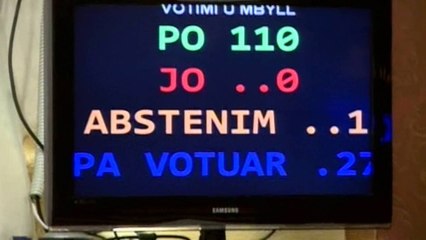 VOTIMI U MBYLL
PO 110
JO ..0
ABSTENIM ..1
PA VOTUAR .27
SAMSUNG